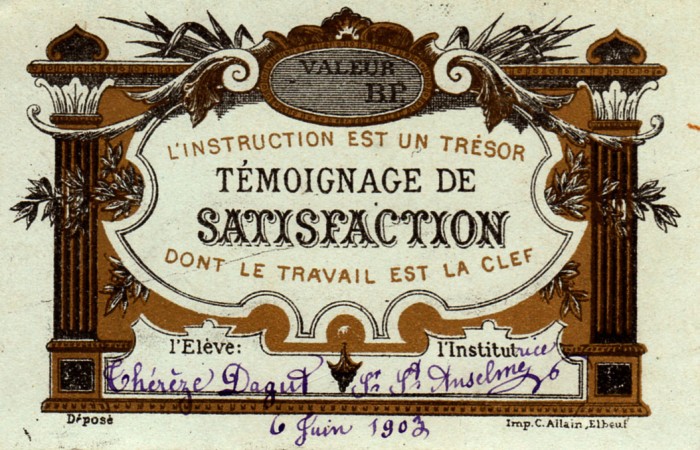 VALEUR
BP
L'INSTRUCTION EST UN TRÉSOR
TÉMOIGNAGE DE
SATISFACTION
DONT LE TRAVAIL EST LA CLEF
l'Elève: l'Institutrice
Thérèze Dagut Sr St Anselme
Déposé
6 Juin 1903
Imp. C. Allain, Elbeuf